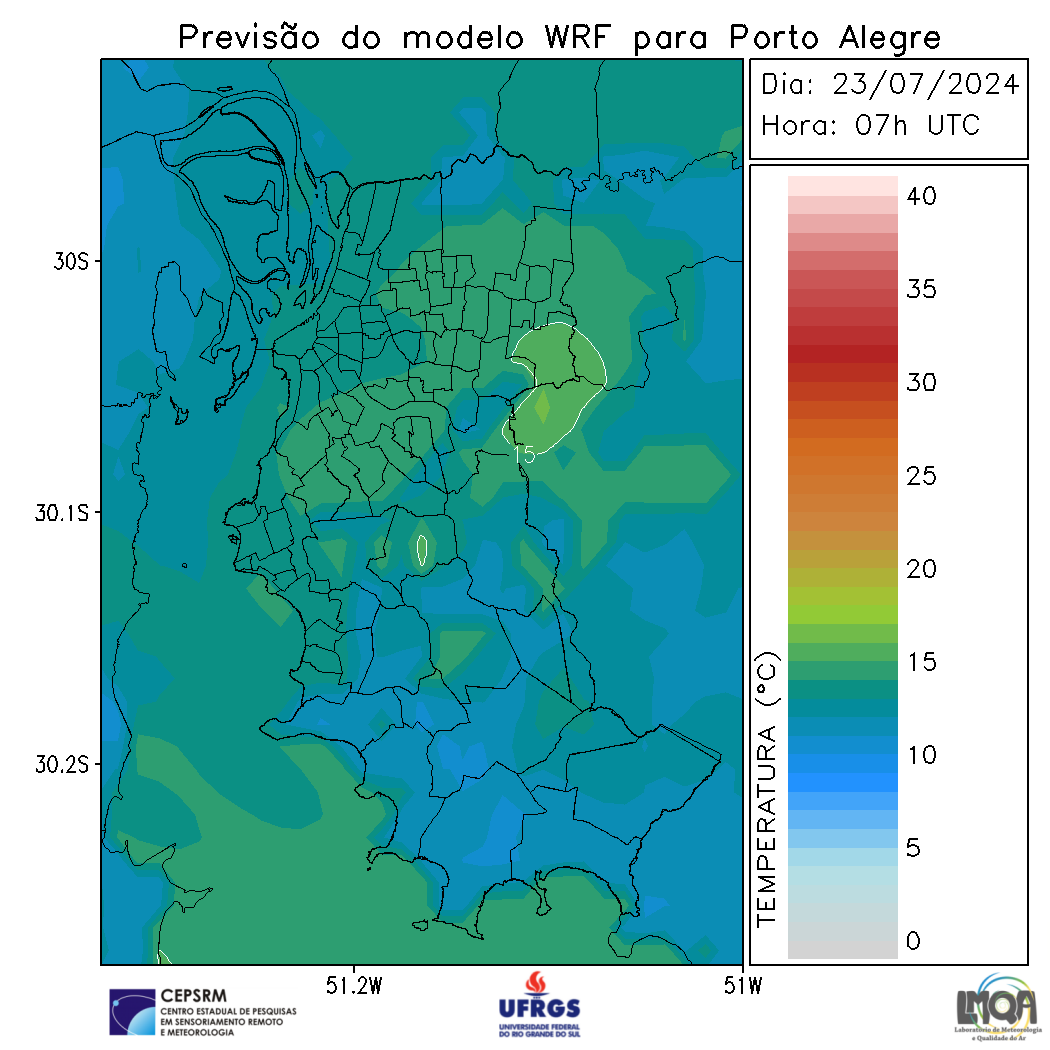 Previsão do modelo WRF para Porto Alegre
Dia: 23/07/2024
Hora: 07h UTC
30S
30.1S
30.2S
51.2W
51W
15
40
35
30
25
20
15
10
5
0
TEMPERATURA (°C)
CEPSRM
CENTRO ESTADUAL DE PESQUISAS
EM SENSORIAMENTO REMOTO
E METEOROLOGIA
UFRGS
UNIVERSIDADE FEDERAL
DO RIO GRANDE DO SUL
LMQA
Laboratório de Meteorologia
e Qualidade do Ar